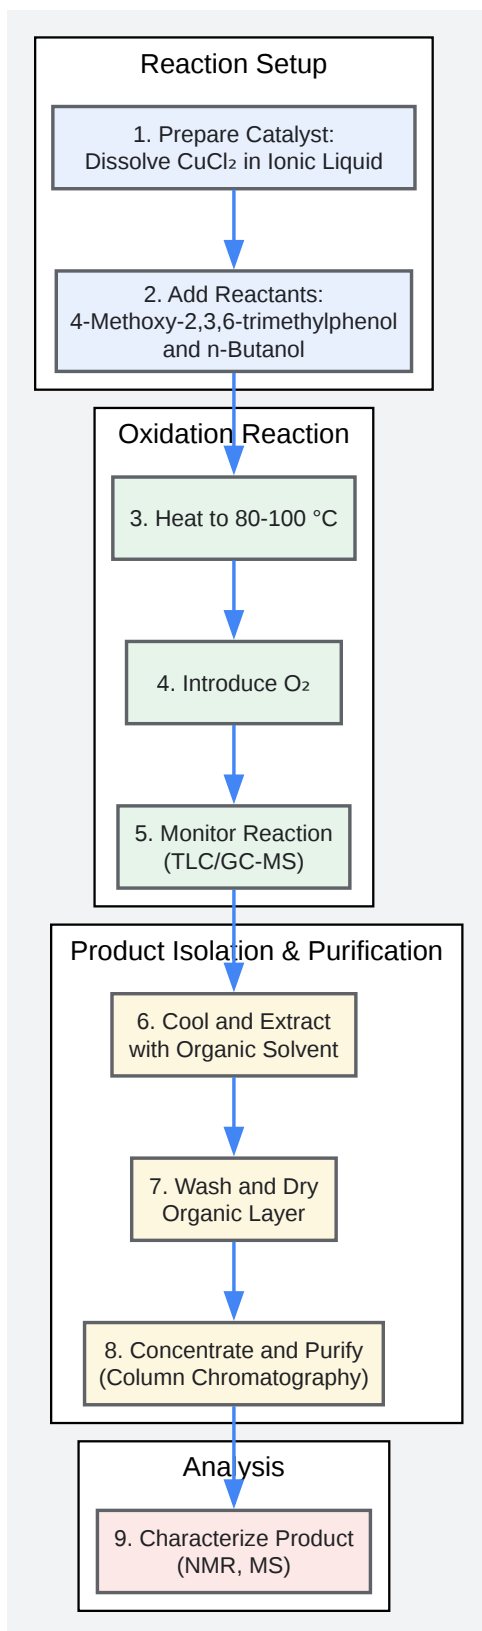 Reaction Setup
1. Prepare Catalyst:
Dissolve CuCl₂ in Ionic Liquid
2. Add Reactants:
4-Methoxy-2,3,6-trimethylphenol
and n-Butanol
Oxidation Reaction
3. Heat to 80-100 °C
4. Introduce O₂
5. Monitor Reaction
(TLC/GC-MS)
Product Isolation & Purification
6. Cool and Extract
with Organic Solvent
7. Wash and Dry
Organic Layer
8. Concentrate and Purify
(Column Chromatography)
Analysis
9. Characterize Product
(NMR, MS)